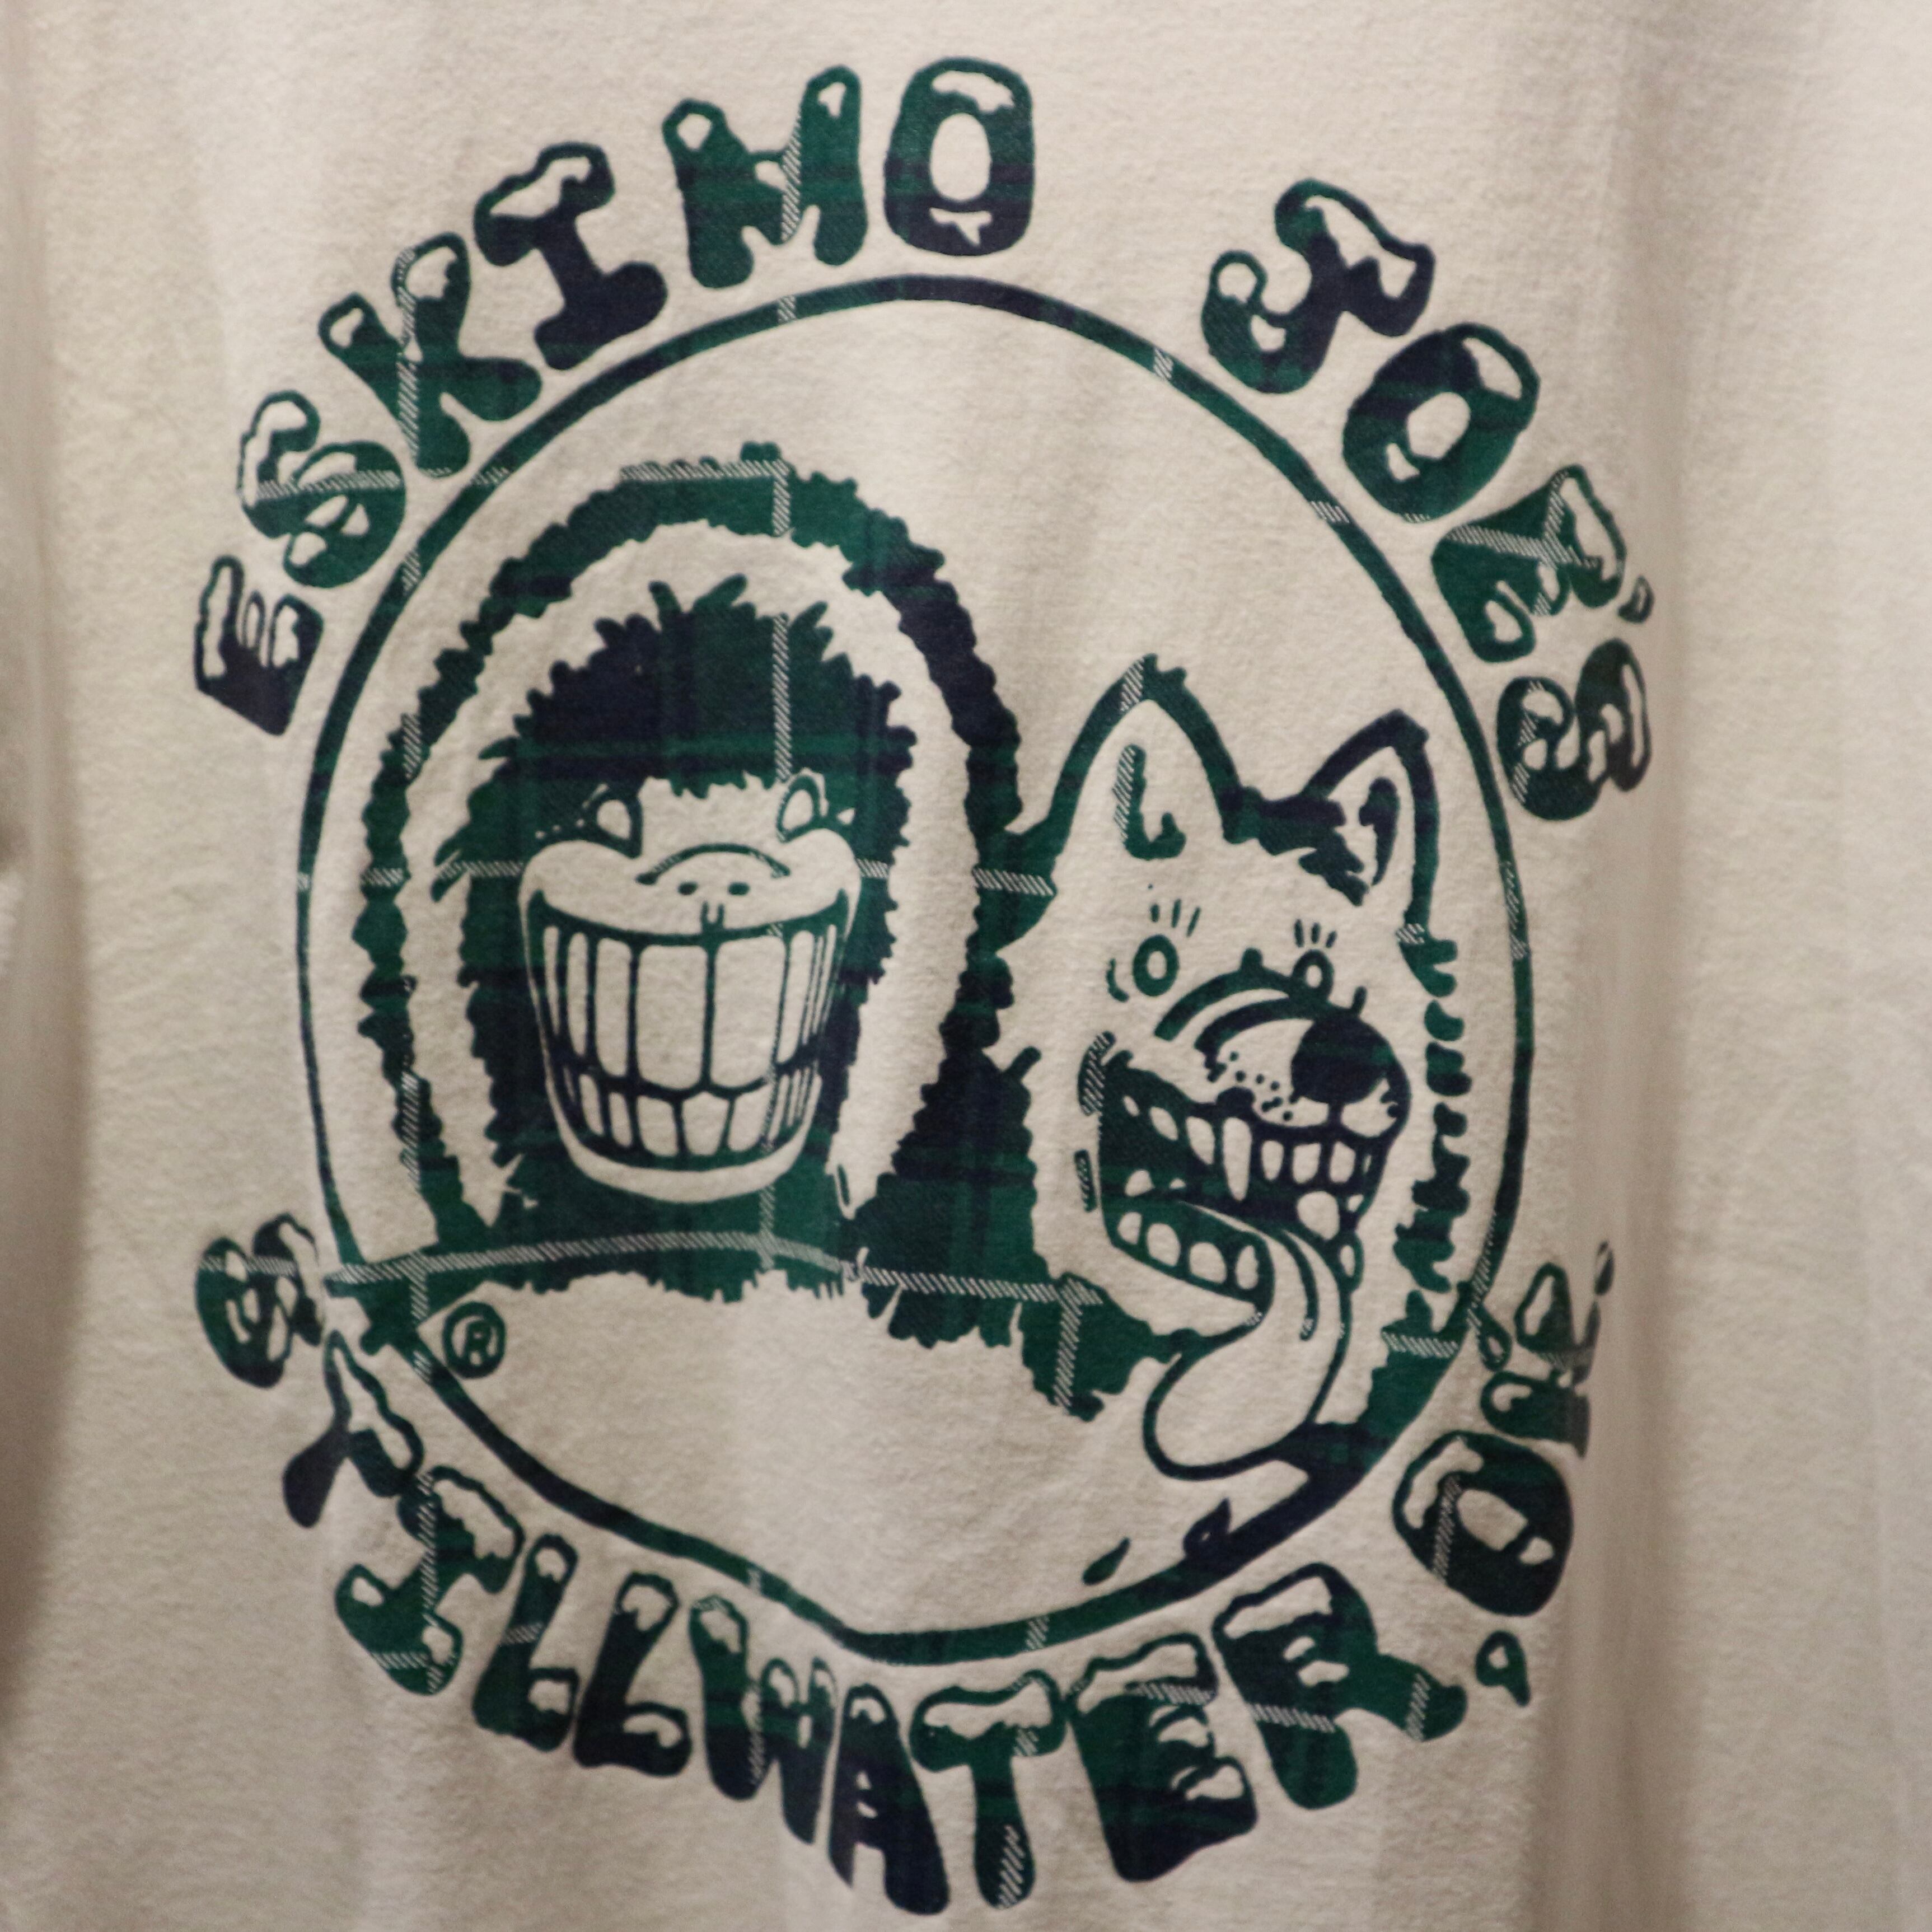 ESKIMO JOE'S
®
STILLWATER, OK.